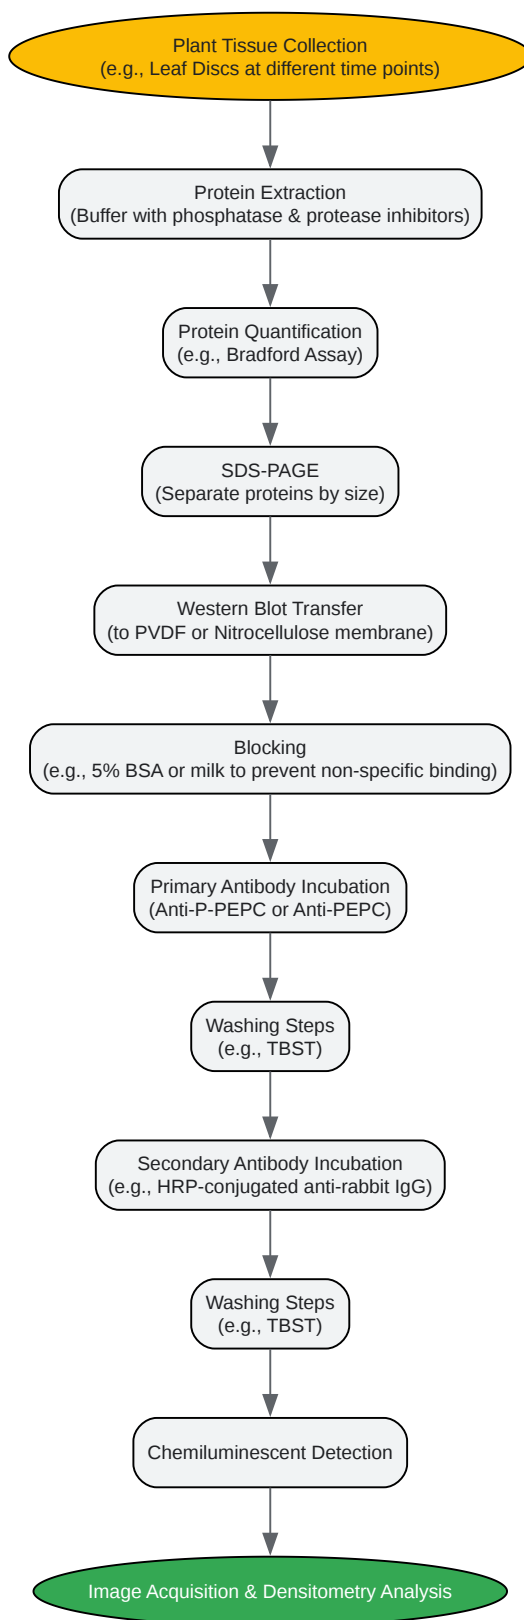 Plant Tissue Collection
(e.g., Leaf Discs at different time points)
Protein Extraction
(Buffer with phosphatase & protease inhibitors)
Protein Quantification
(e.g., Bradford Assay)
SDS-PAGE
(Separate proteins by size)
Western Blot Transfer
(to PVDF or Nitrocellulose membrane)
Blocking
(e.g., 5% BSA or milk to prevent non-specific binding)
Primary Antibody Incubation
(Anti-P-PEPC or Anti-PEPC)
Washing Steps
(e.g., TBST)
Secondary Antibody Incubation
(e.g., HRP-conjugated anti-rabbit IgG)
Washing Steps
(e.g., TBST)
Chemiluminescent Detection
Image Acquisition & Densitometry Analysis